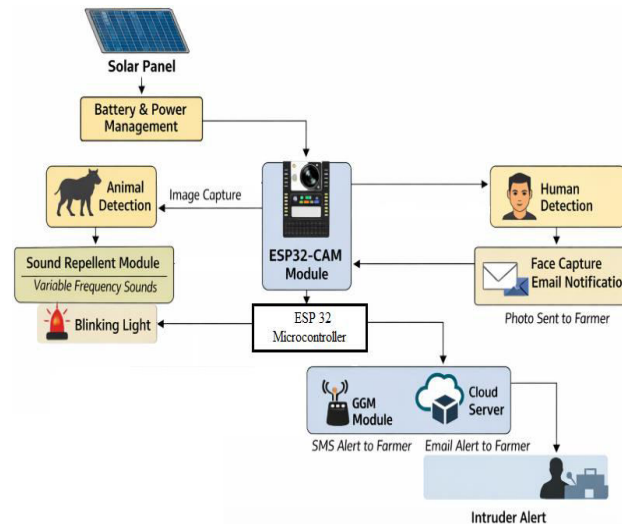 Solar Panel
Battery & Power
Management
Animal
Detection
Image Capture
Human
Detection
ESP32-CAM
Module
Sound Repellent Module
Variable Frequency Sounds
Face Capture
Email Notification
Photo Sent to Farmer
Blinking Light
ESP 32
Microcontroller
GGM
Module
Cloud
Server
SMS Alert to Farmer
Email Alert to Farmer
Intruder Alert